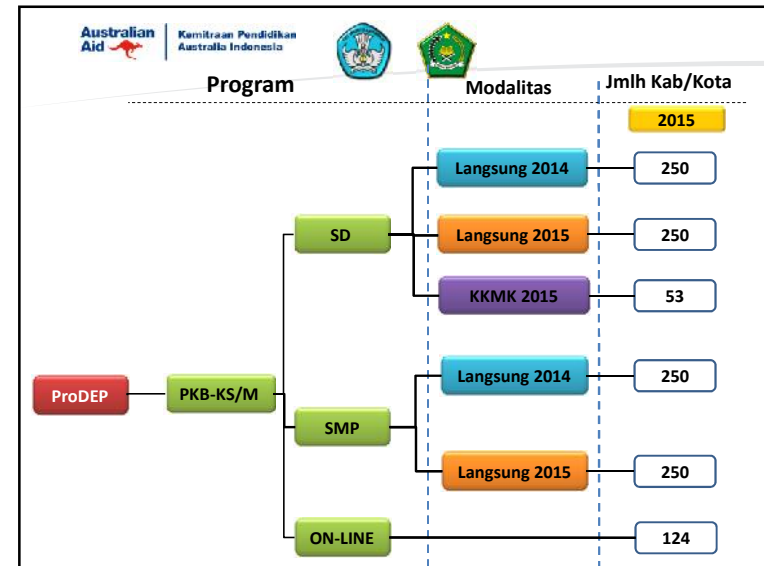 Australian
Aid
Kemitraan Pendidikan
Australia Indonesia
Program
Modalitas
Jmlh Kab/Kota
2015
Langsung 2014
250
SD
Langsung 2015
250
KKMK 2015
53
Langsung 2014
250
ProDEP
PKB-KS/M
SMP
Langsung 2015
250
ON-LINE
124